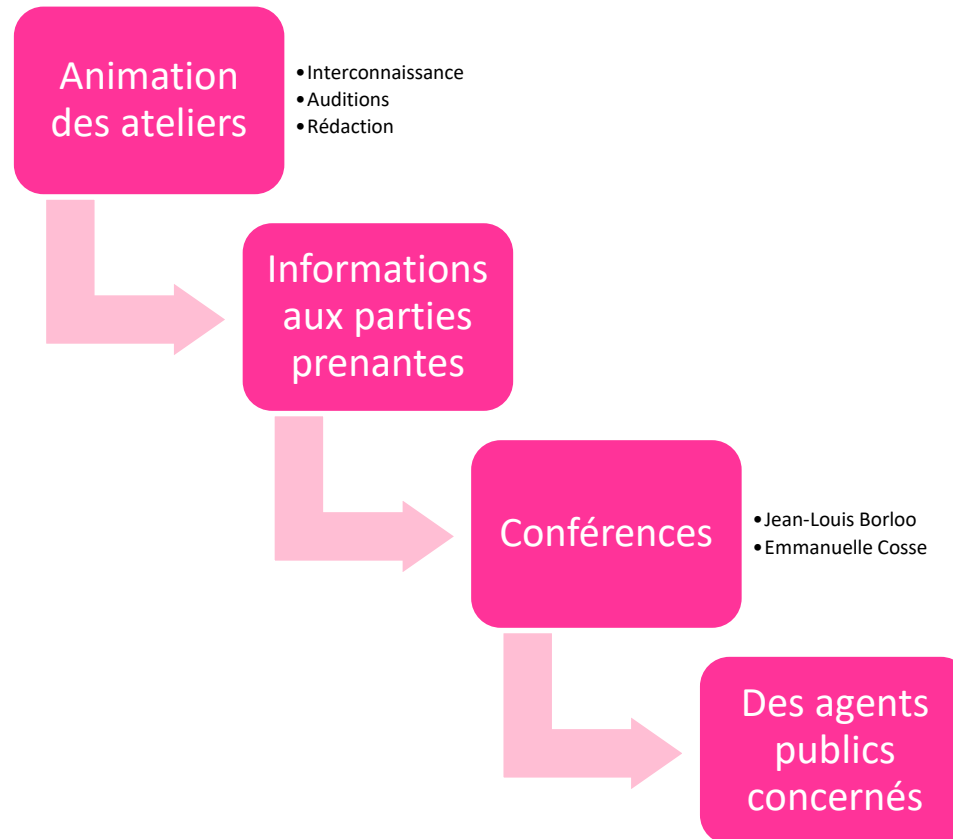 Animation
des ateliers
•Interconnaissance
•Auditions
•Rédaction
Informations
aux parties
prenantes
Conférences
•Jean-Louis Borloo
•Emmanuelle Cosse
Des agents
publics
concernés